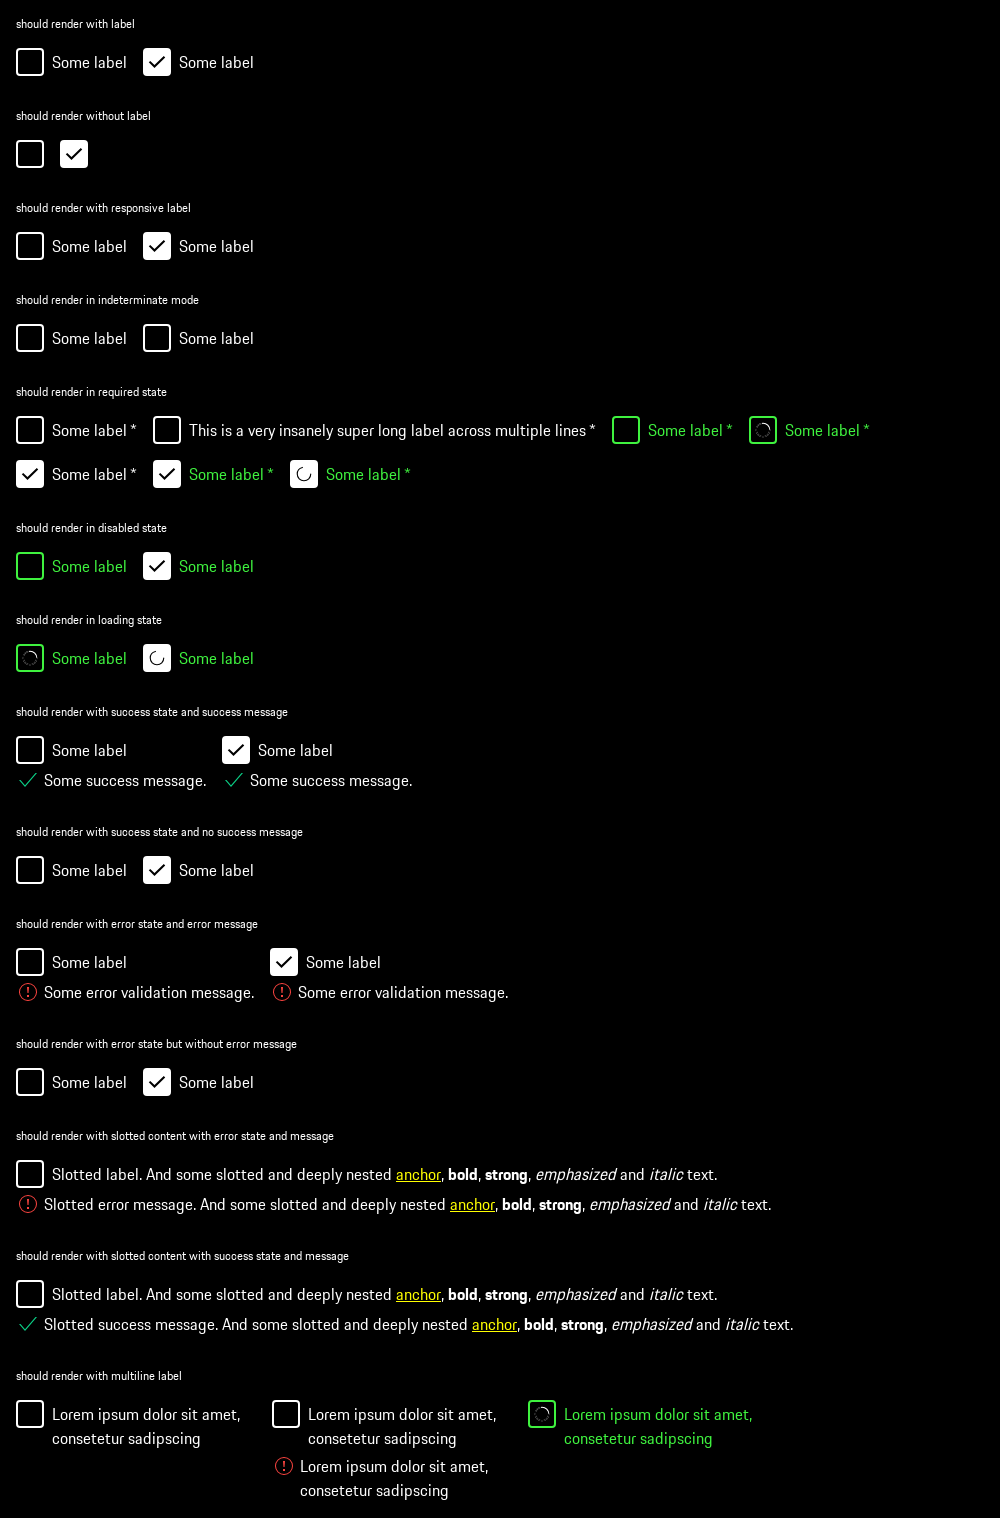 should render with label
Some label Some label
should render without label
should render with responsive label
Some label Some label
should render in indeterminate mode
Some label Some label
should render in required state
Some label * This is a very insanely super long label across multiple lines * Some label * Some label *
Some label * Some label * Some label *
should render in disabled state
Some label Some label
should render in loading state
Some label Some label
should render with success state and success message
Some label Some label
Some success message. Some success message.
should render with success state and no success message
Some label Some label
should render with error state and error message
Some label Some label
Some error validation message. Some error validation message.
should render with error state but without error message
Some label Some label
should render with slotted content with error state and message
Slotted label. And some slotted and deeply nested anchor, bold, strong, emphasized and italic text.
Slotted error message. And some slotted and deeply nested anchor, bold, strong, emphasized and italic text.
should render with slotted content with success state and message
Slotted label. And some slotted and deeply nested anchor, bold, strong, emphasized and italic text.
Slotted success message. And some slotted and deeply nested anchor, bold, strong, emphasized and italic text.
should render with multiline label
Lorem ipsum dolor sit amet, Lorem ipsum dolor sit amet, Lorem ipsum dolor sit amet,
consetetur sadipscing consetetur sadipscing consetetur sadipscing
Lorem ipsum dolor sit amet,
consetetur sadipscing